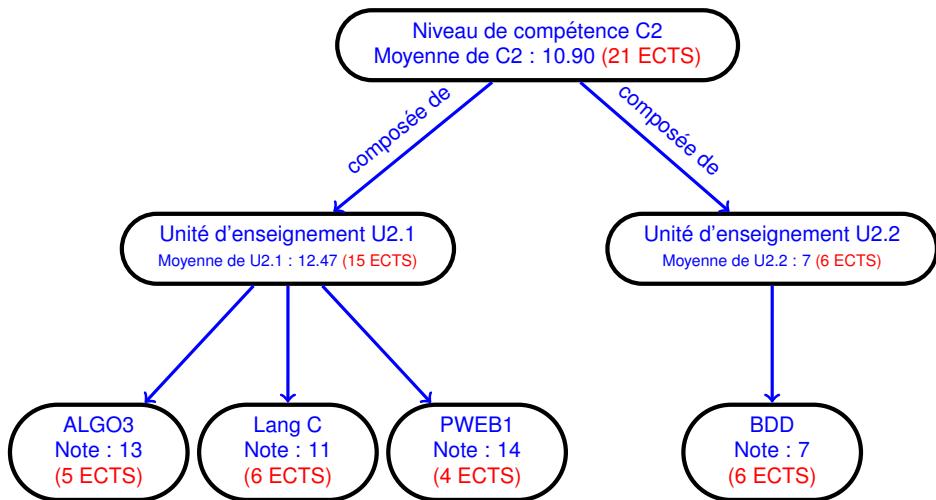 Niveau de compétence C2
Moyenne de C2 : 10.90 (21 ECTS)
composée de
composée de
Unité d'enseignement U2.1
Moyenne de U2.1 : 12.47 (15 ECTS)
Unité d'enseignement U2.2
Moyenne de U2.2 : 7 (6 ECTS)
ALGO3
Note : 13
(5 ECTS)
Lang C
Note : 11
(6 ECTS)
PWEB1
Note : 14
(4 ECTS)
BDD
Note : 7
(6 ECTS)